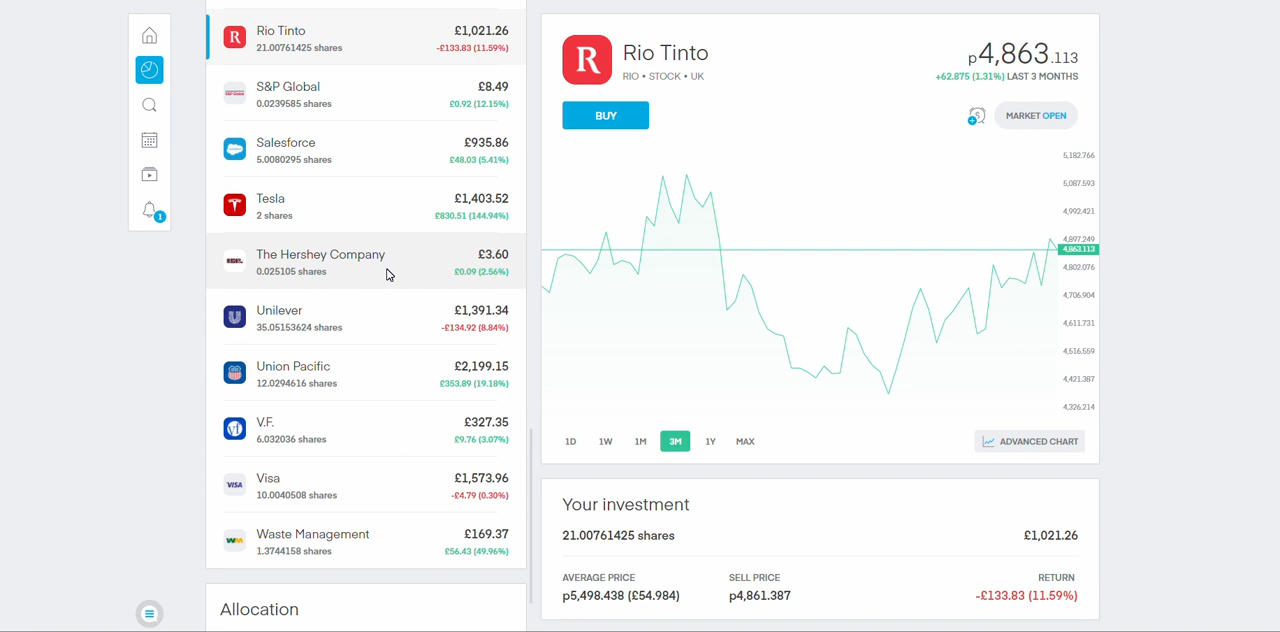 Rio Tinto
£1,021.26
21.00761425 shares
-£133.83 (11.59%)
S&P Global
£8.49
0.0239585 shares
£0.92 (12.15%)
Salesforce
£935.86
5.0080295 shares
£48.03 (5.41%)
Tesla
£1,403.52
2 shares
£830.51 (144.94%)
The Hershey Company
£3.60
0.025105 shares
£0.09 (2.56%)
Unilever
£1,391.34
35.05153624 shares
-£134.92 (8.84%)
Union Pacific
£2,199.15
12.0294616 shares
£353.89 (19.18%)
V.F.
£327.35
6.032036 shares
£9.76 (3.07%)
VISA
Visa
£1,573.96
10.0040508 shares
-£4.79 (0.30%)
Waste Management
£169.37
1.3744158 shares
£56.43 (49.96%)
Allocation
1
R
R
Rio Tinto
RIO • STOCK • UK
p4,863.113
+62.875 (1.31%) LAST 3 MONTHS
BUY
MARKET OPEN
5,182.766
5,087.593
4,992.421
4,897.249
4,863.113
4,802.076
4,706.904
4,611.731
4,516.559
4,421.387
4,326.214
1D 1W 1M 3M 1Y MAX
ADVANCED CHART
Your investment
21.00761425 shares
£1,021.26
AVERAGE PRICE
SELL PRICE
RETURN
p5,498.438 (£54.984)
p4,861.387
-£133.83 (11.59%)